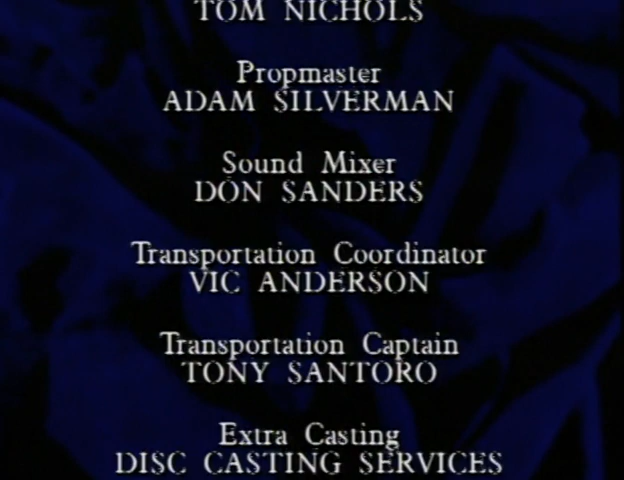 TOM NICHOLS
Propmaster
ADAM SILVERMAN
Sound Mixer
DON SANDERS
Transportation Coordinator
VIC ANDERSON
Transportation Captain
TONY SANTORO
Extra Casting
DISC CASTING SERVICES